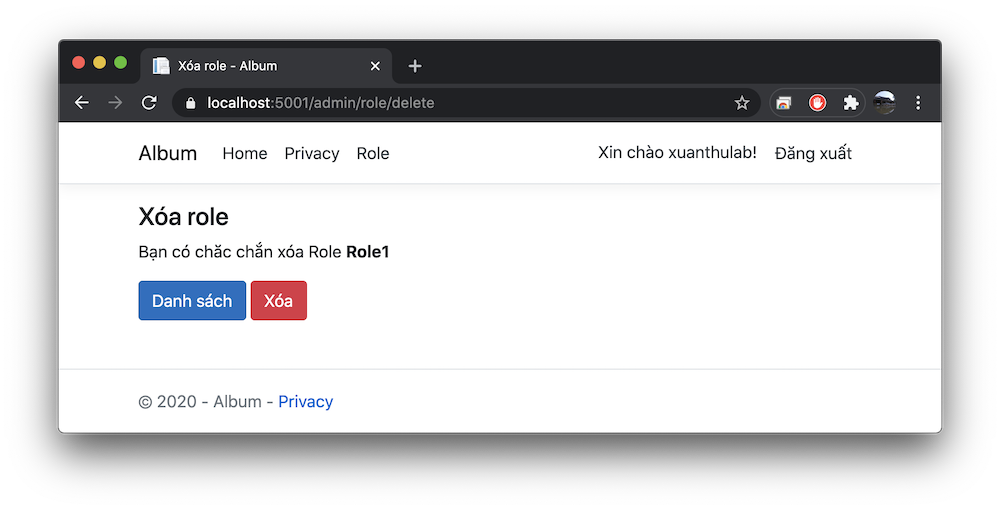 Xóa role - Album
localhost:5001/admin/role/delete
Album Home Privacy Role Xin chào xuanthulab! Đăng xuất
Xóa role
Bạn có chăc chắn xóa Role Role1
Danh sách Xóa
© 2020 - Album - Privacy